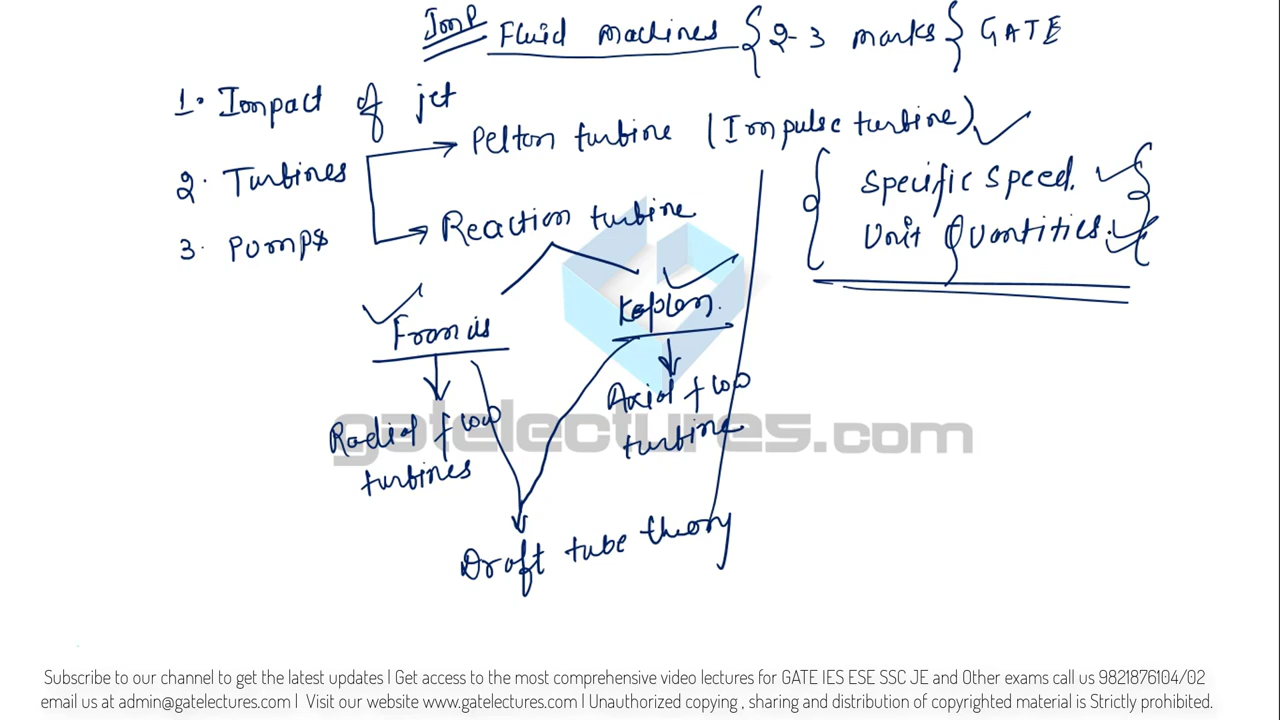 Imp Fluid machines { 2-3 marks } GATE
1. Impact of jet
Pelton turbine (Impulse turbine)
2. Turbines
Specific Speed.
Reaction turbine
Unit Quantities.
3. Pumps
Francis
Kaplan.
Radial flow
turbines
Axial flow
turbine
gatelectures.com
Draft tube theory
Subscribe to our channel to get the latest updates | Get access to the most comprehensive video lectures for GATE IES ESE SSC JE and Other exams call us 9821876104/02
email us at admin@gatelectures.com | Visit our website www.gatelectures.com | Unauthorized copying , sharing and distribution of copyrighted material is Strictly prohibited.